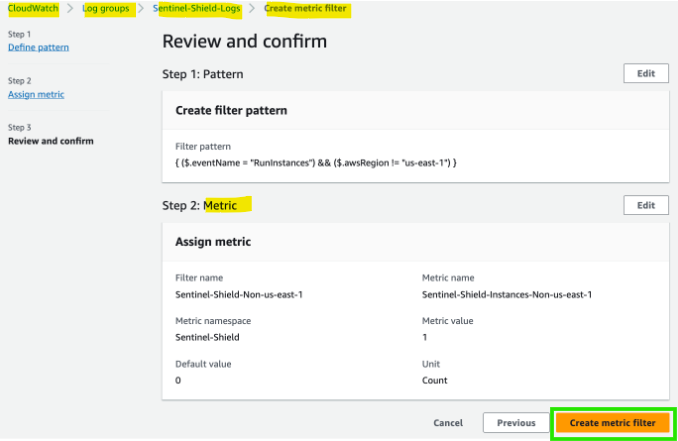 CloudWatch > Log groups > Sentinel-Shield-Logs > Create metric filter
Step 1
Define pattern
Step 2
Assign metric
Step 3
Review and confirm
Review and confirm
Step 1: Pattern
Edit
Create filter pattern
Filter pattern
{ ($.eventName = "RunInstances") && ($.awsRegion != "us-east-1") }
Step 2: Metric
Edit
Assign metric
Filter name
Sentinel-Shield-Non-us-east-1
Metric name
Sentinel-Shield-Instances-Non-us-east-1
Metric namespace
Sentinel-Shield
Metric value
1
Default value
0
Unit
Count
Cancel
Previous
Create metric filter